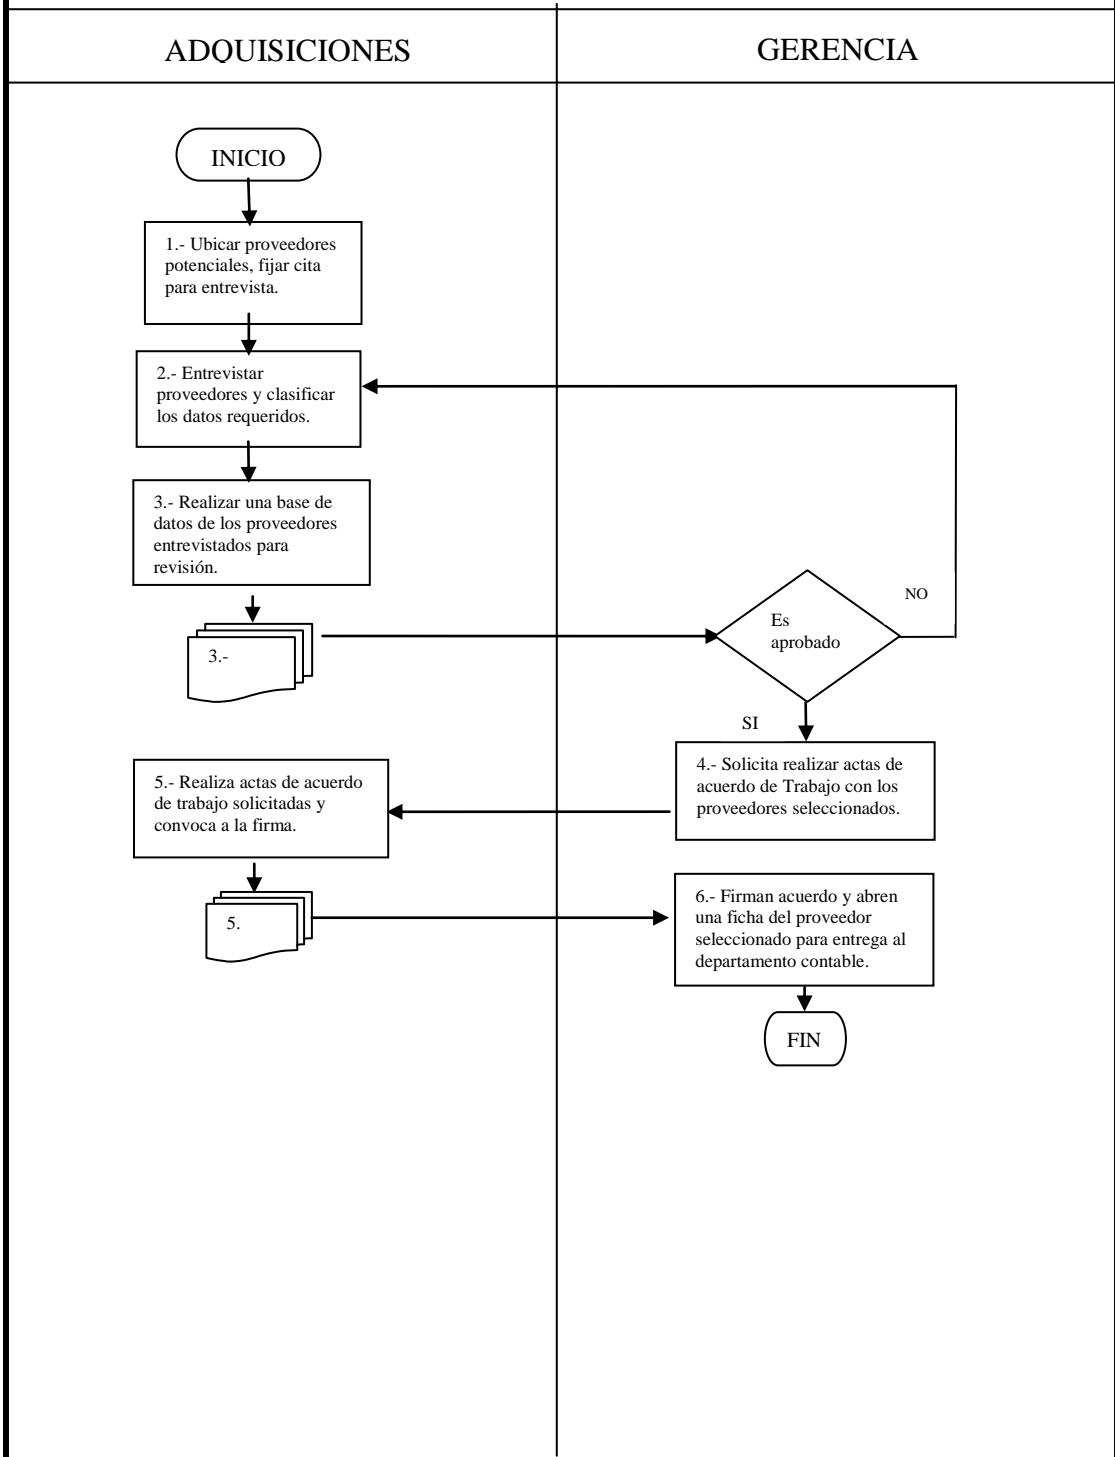 ADQUISICIONES
GERENCIA
INICIO
1.- Ubicar proveedores
potenciales, fijar cita
para entrevista.
2.- Entrevistar
proveedores y clasificar
los datos requeridos.
3.- Realizar una base de
datos de los proveedores
entrevistados para
revisión.
3.-
Es
aprobado
NO
SI
4.- Solicita realizar actas de
acuerdo de Trabajo con los
proveedores seleccionados.
5.- Realiza actas de acuerdo
de trabajo solicitadas y
convoca a la firma.
5.
6.- Firman acuerdo y abren
una ficha del proveedor
seleccionado para entrega al
departamento contable.
FIN